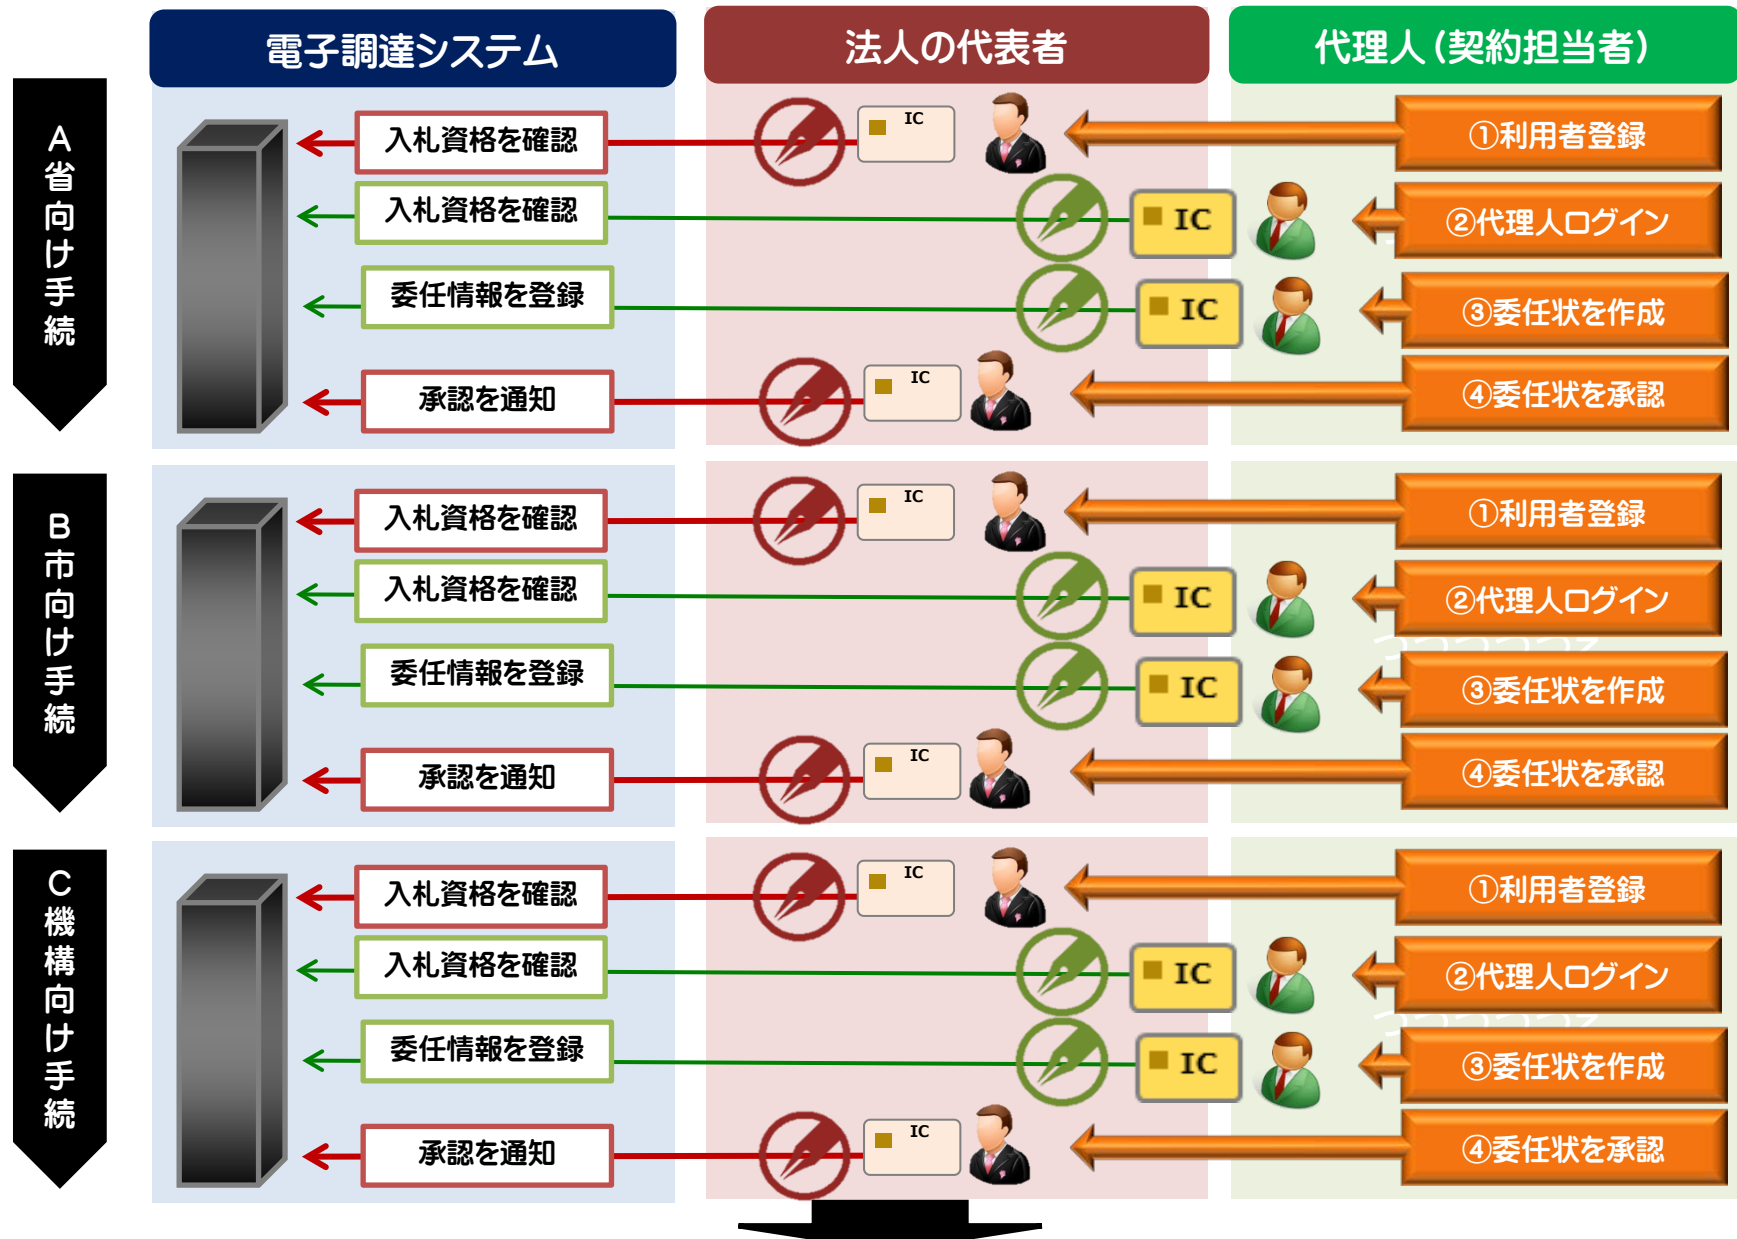 電子調達システム
法人の代表者
代理人（契約担当者）
A省向け手続
入札資格を確認
IC
①利用者登録
入札資格を確認
IC
②代理人ログイン
委任情報を登録
IC
③委任状を作成
承認を通知
IC
④委任状を承認
B市向け手続
入札資格を確認
IC
①利用者登録
入札資格を確認
IC
②代理人ログイン
委任情報を登録
IC
③委任状を作成
承認を通知
IC
④委任状を承認
C機構向け手続
入札資格を確認
IC
①利用者登録
入札資格を確認
IC
②代理人ログイン
委任情報を登録
IC
③委任状を作成
承認を通知
IC
④委任状を承認